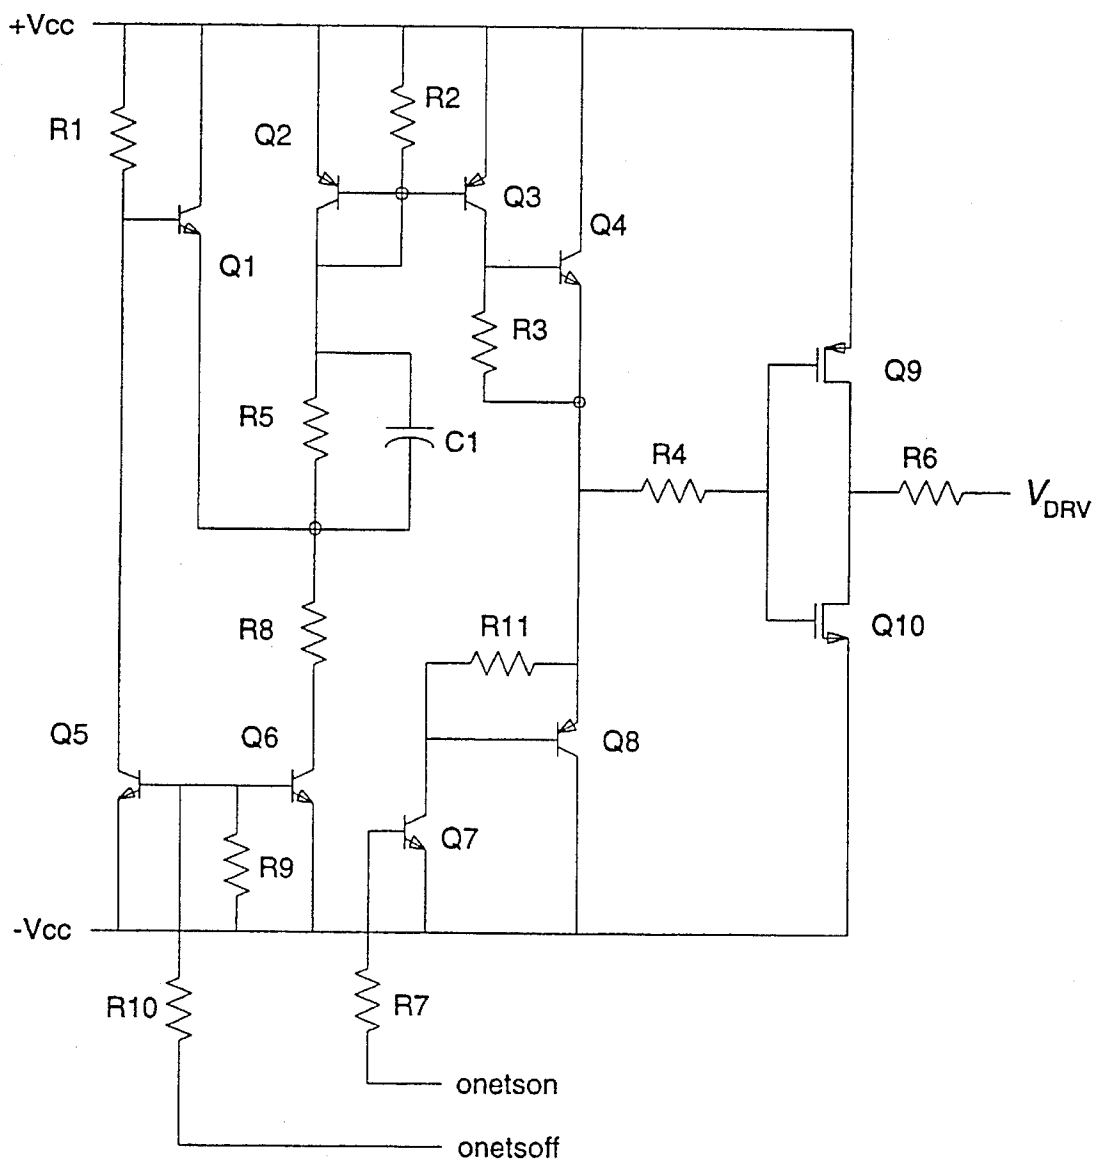 +Vcc
R2
R1
Q2
Q3
Q4
Q1
R3
Q9
R5
C1
R4
R6
VDRV
R8
R11
Q10
Q5
Q6
Q8
Q7
R9
-Vcc
R10
R7
onetson
onetsoff